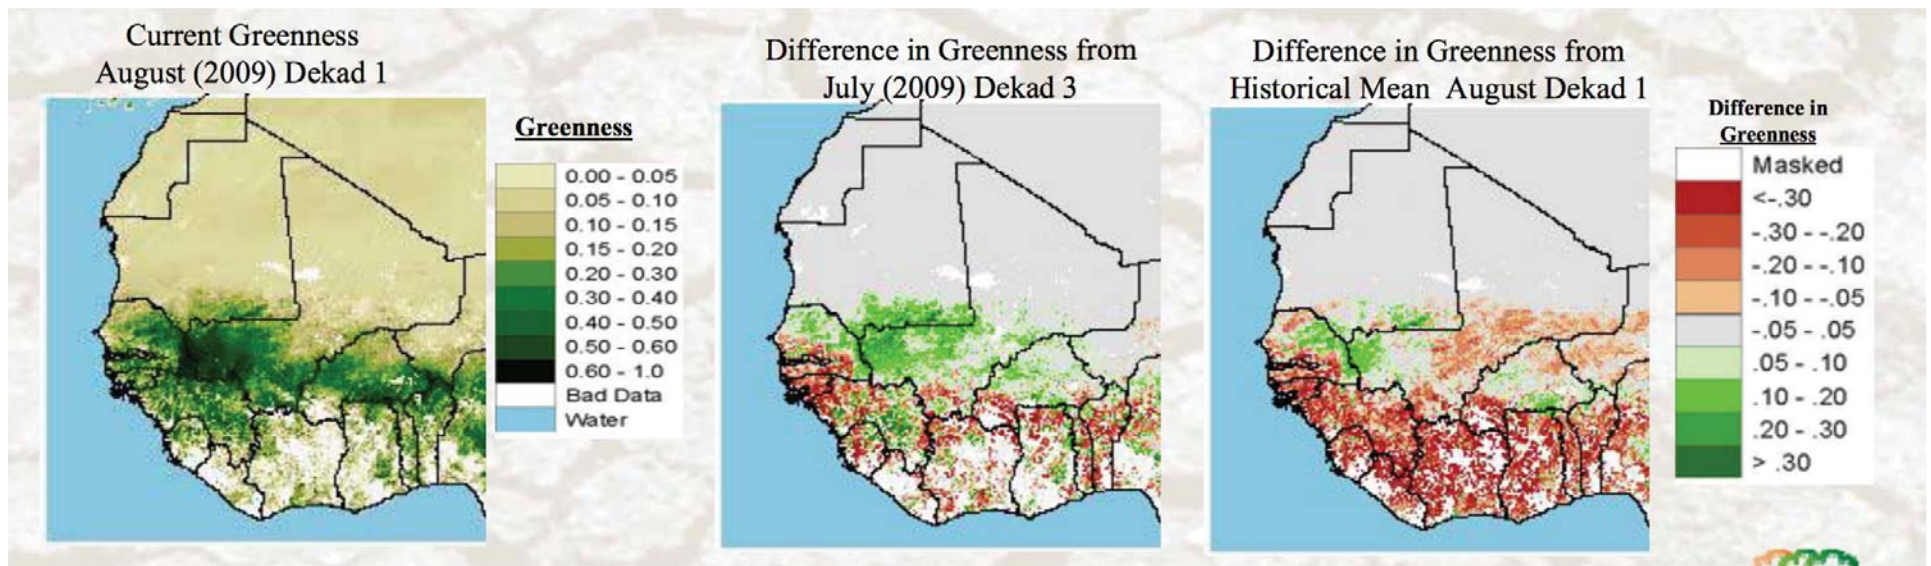 Current Greenness
August (2009) Dekad 1
Greenness
0.00 - 0.05
0.05 - 0.10
0.10 - 0.15
0.15 - 0.20
0.20 - 0.30
0.30 - 0.40
0.40 - 0.50
0.50 - 0.60
0.60 - 1.0
Bad Data
Water
Difference in Greenness from
July (2009) Dekad 3
Difference in Greenness from
Historical Mean August Dekad 1
Difference in
Greenness
Masked
<-.30
-.30 - -.20
-.20 - -.10
-.10 - -.05
-.05 - .05
.05 - .10
.10 - .20
.20 - .30
> .30